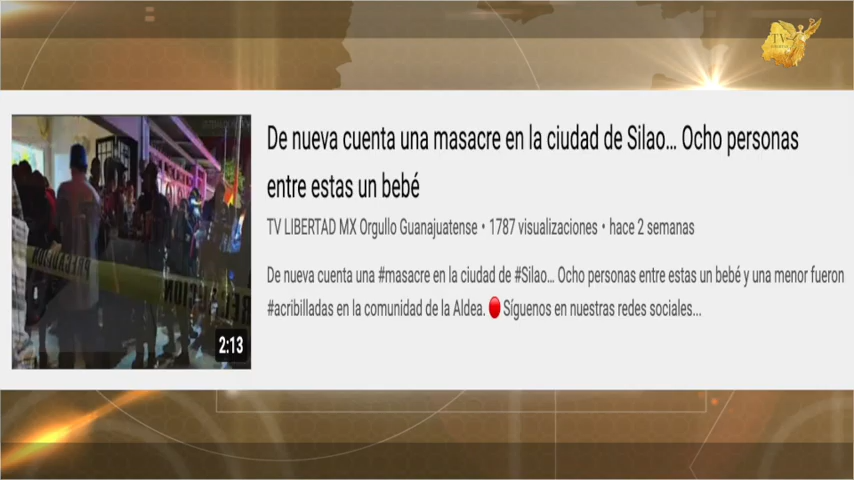 TV
De nueva cuenta una masacre en la ciudad de Silao... Ocho personas
entre estas un bebé
TV LIBERTAD MX Orgullo Guanajuatense • 1787 visualizaciones • hace 2 semanas
De nueva cuenta una #masacre en la ciudad de #Silao... Ocho personas entre estas un bebé y una menor fueron
#acribilladas en la comunidad de la Aldea. 🔴 Síguenos en nuestras redes sociales...
PRECAUCION
2:13